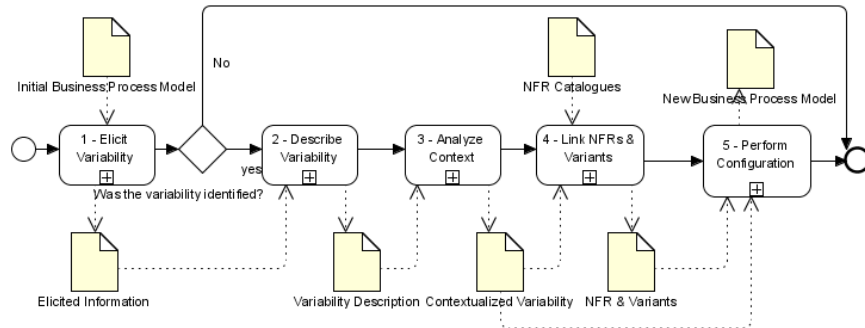 No
Initial Business Process Model
NFR Catalogues
New Business Process Model
1 - Elicit
Variability
2 - Describe
Variability
3 - Analyze
Context
4 - Link NFRs &
Variants
5 - Perform
Configuration
yes
Was the variability identified?
Elicited Information
Variability Description
Contextualized Variability
NFR & Variants